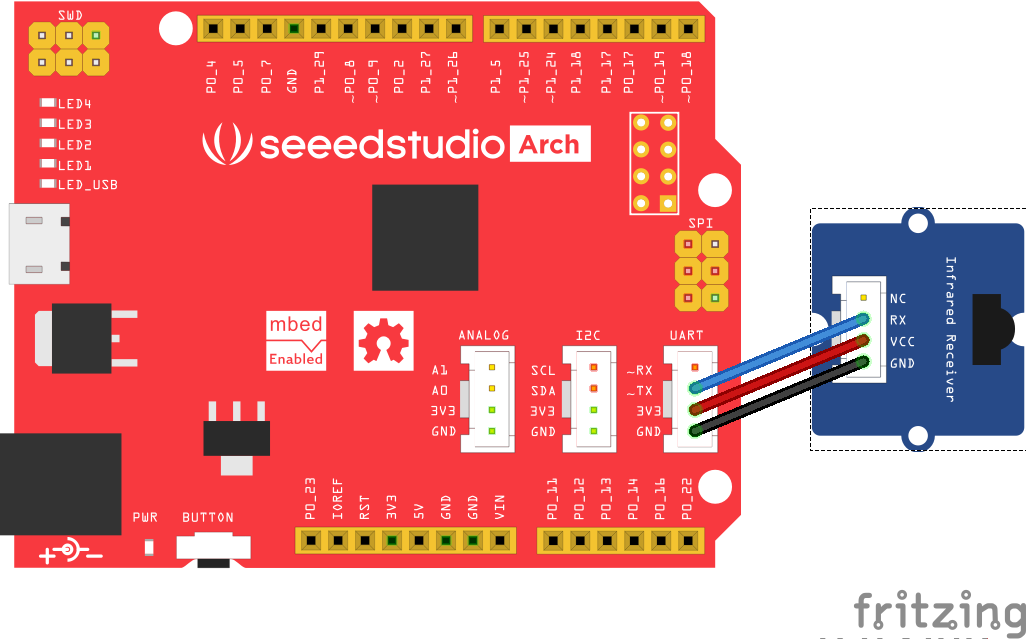 SWD
P0_4 P0_5 P0_7 GND P1_29 ~P0_8 ~P0_9 P0_2 P1_27 ~P1_26
P1_5 ~P1_25 ~P1_24 P1_18 P1_17 P0_17 ~P0_19 ~P0_18
LED4
LED3
LED2
LED1
LED_USB
seeedstudio Arch
SPI
mbed
Enabled
ANALOG
A1
A0
3V3
GND
I2C
SCL
SDA
3V3
GND
UART
~RX
~TX
3V3
GND
NC
RX
VCC
GND
Infrared Receiver
PWR
BUTTON
P0_23 IOREF RST 3V3 5V GND GND VIN
P0_11 P0_12 P0_13 P0_14 P0_16 P0_22
fritzing